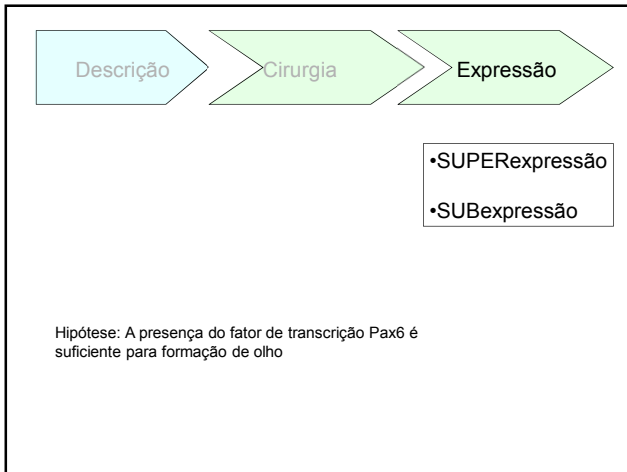 Descrição
Cirurgia
Expressão
•SUPERexpressão
•SUBexpressão
Hipótese: A presença do fator de transcrição Pax6 é
suficiente para formação de olho